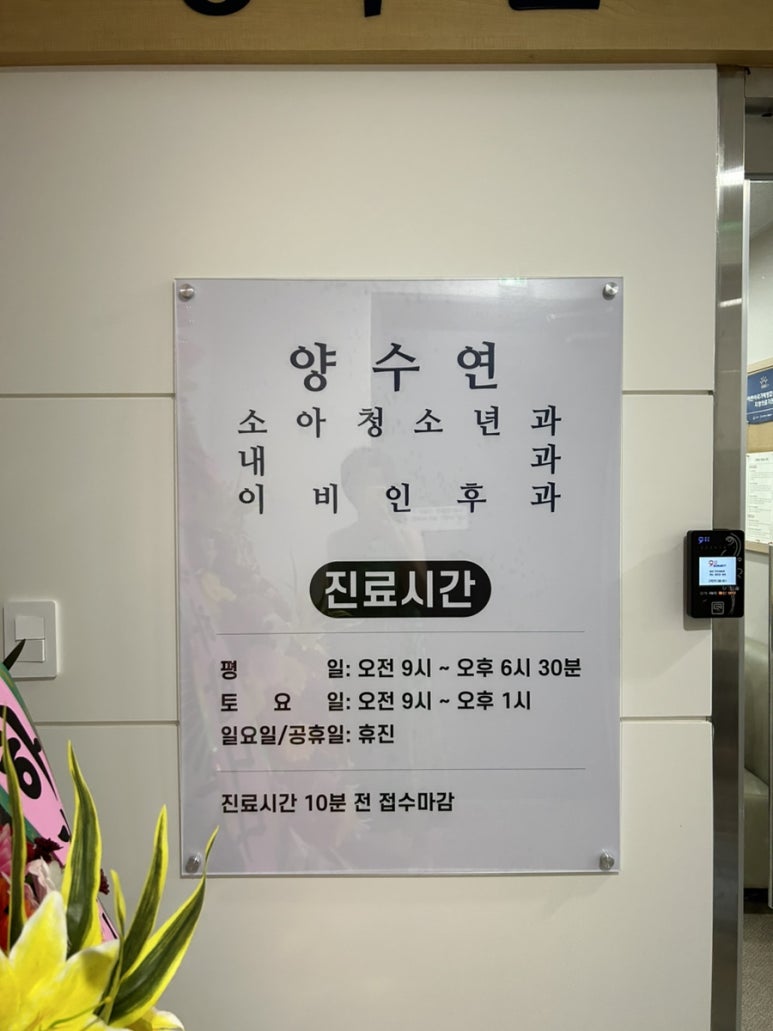 양수연
소아청소년과
내과
이비인후과
진료시간
평 일: 오전 9시 ~ 오후 6시 30분
토 요 일: 오전 9시 ~ 오후 1시
일요일/공휴일: 휴진
진료시간 10분 전 접수마감